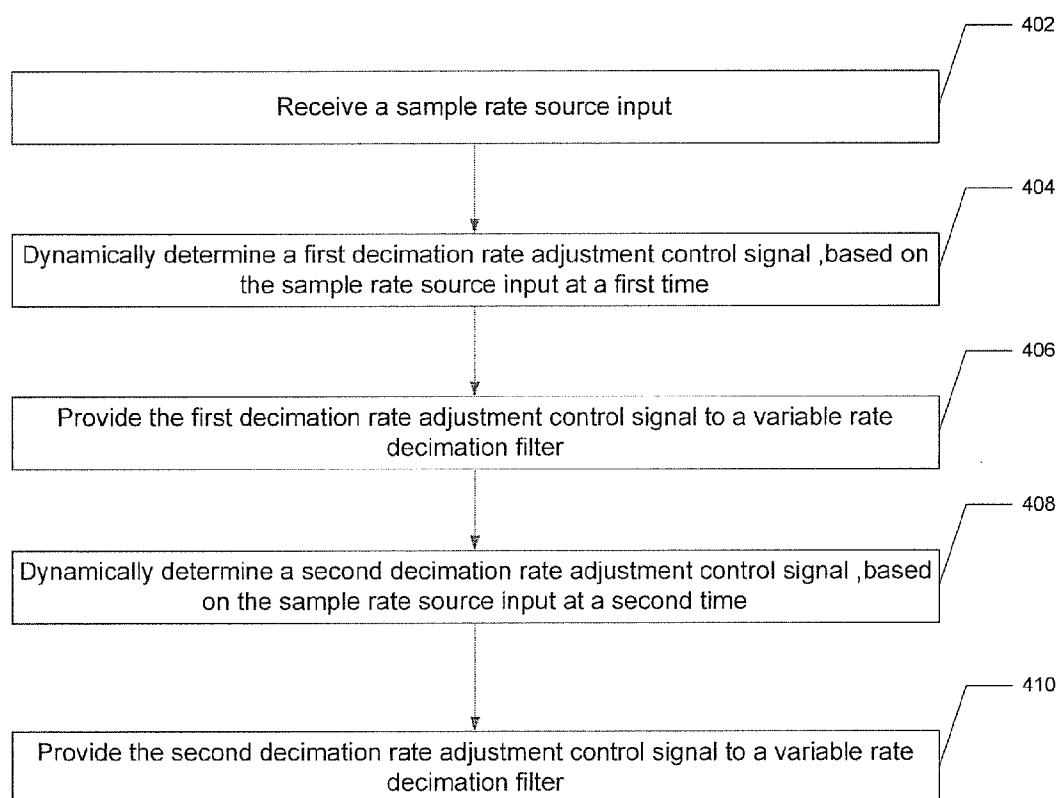 402
Receive a sample rate source input
404
Dynamically determine a first decimation rate adjustment control signal ,based on
the sample rate source input at a first time
406
Provide the first decimation rate adjustment control signal to a variable rate
decimation filter
408
Dynamically determine a second decimation rate adjustment control signal ,based
on the sample rate source input at a second time
410
Provide the second decimation rate adjustment control signal to a variable rate
decimation filter